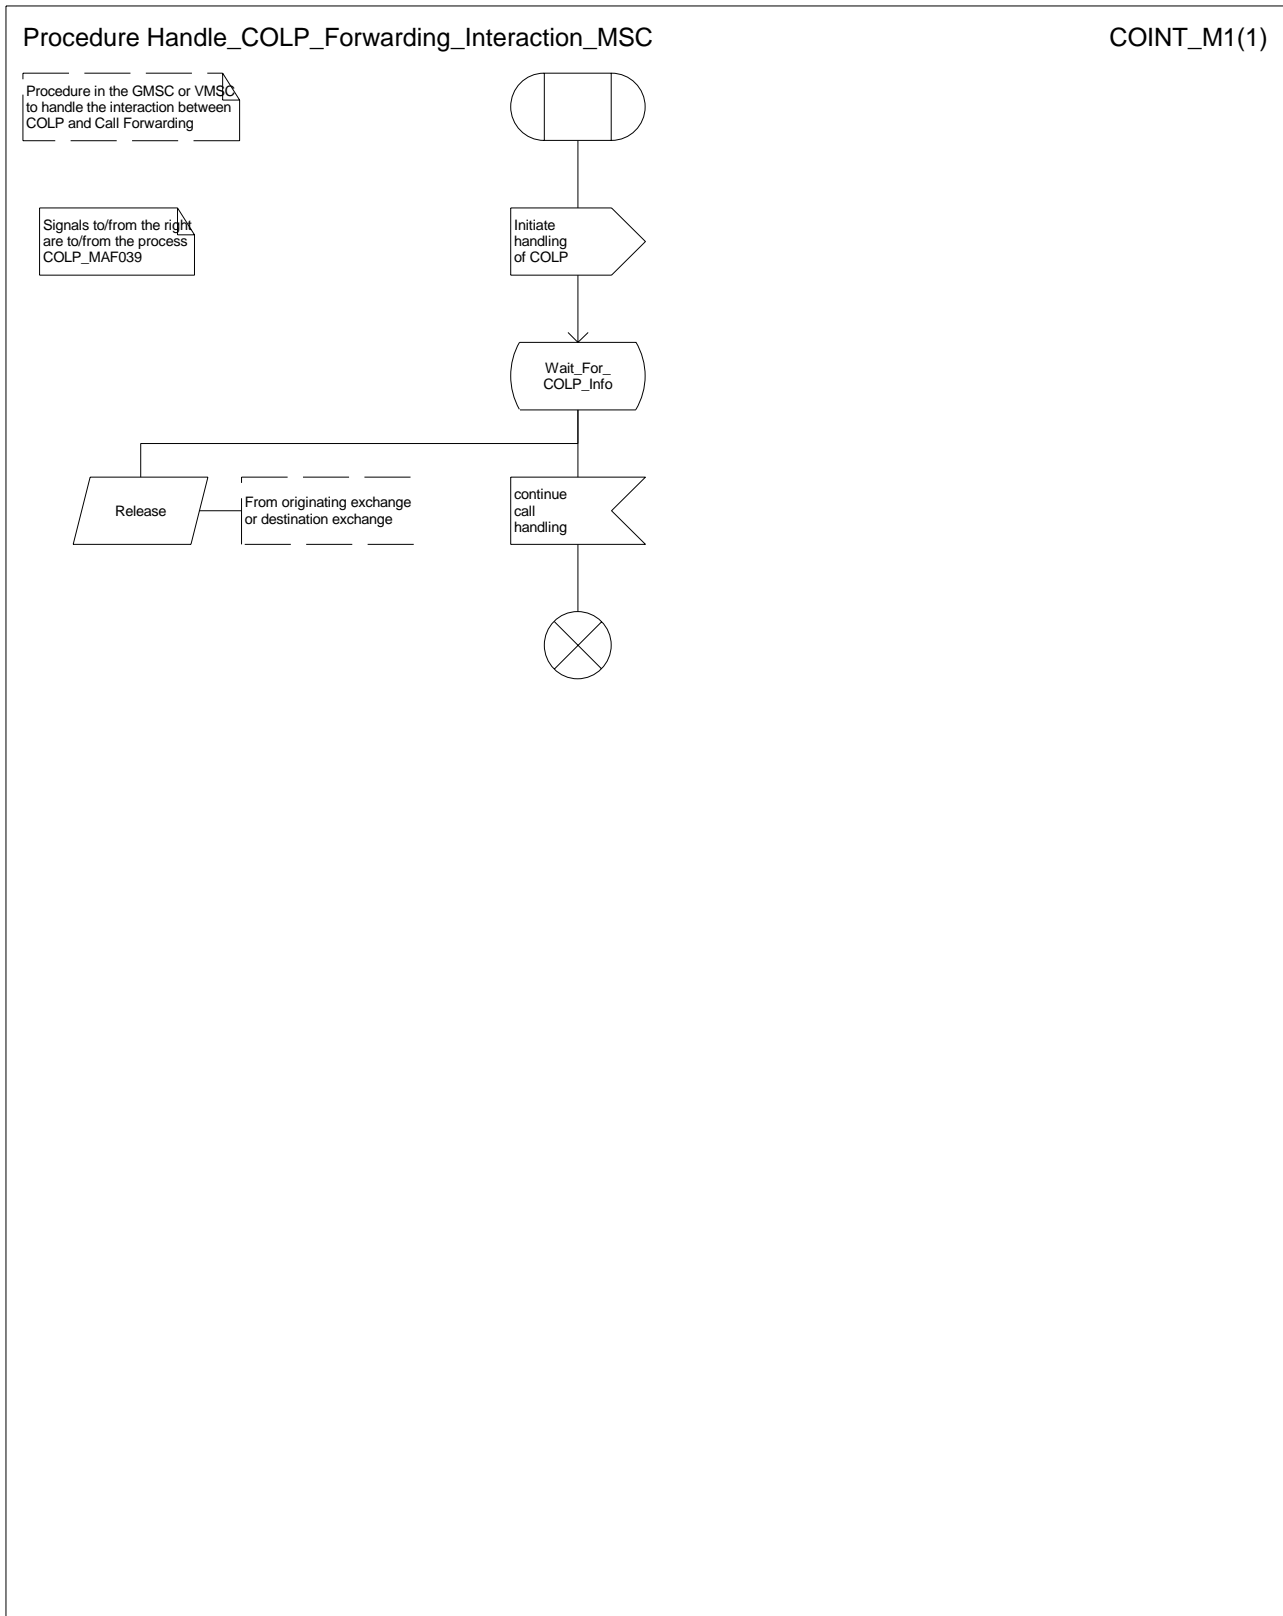 Procedure Handle_COLP_Forwarding_Interaction_MSC
COINT_M1(1)
Procedure in the GMSC or VMSC
to handle the interaction between
COLP and Call Forwarding
Signals to/from the right
are to/from the process
COLP_MAF039
Initiate
handling
of COLP
Wait_For_
COLP_Info
Release
From originating exchange
or destination exchange
continue
call
handling